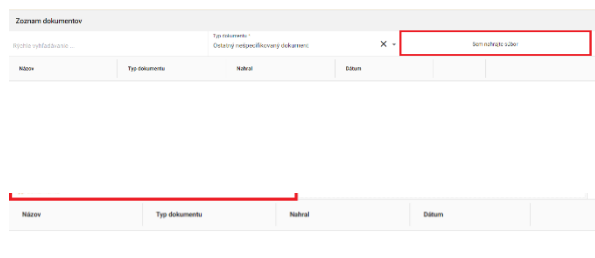 Zoznam dokumentov
Typ dokumentu *
Rýchle vyhľadávanie ...
Ostatný nešpecifikovaný dokument
Sem nahrajte súbor
Názov Typ dokumentu Nahral Dátum
Názov Typ dokumentu Nahral Dátum